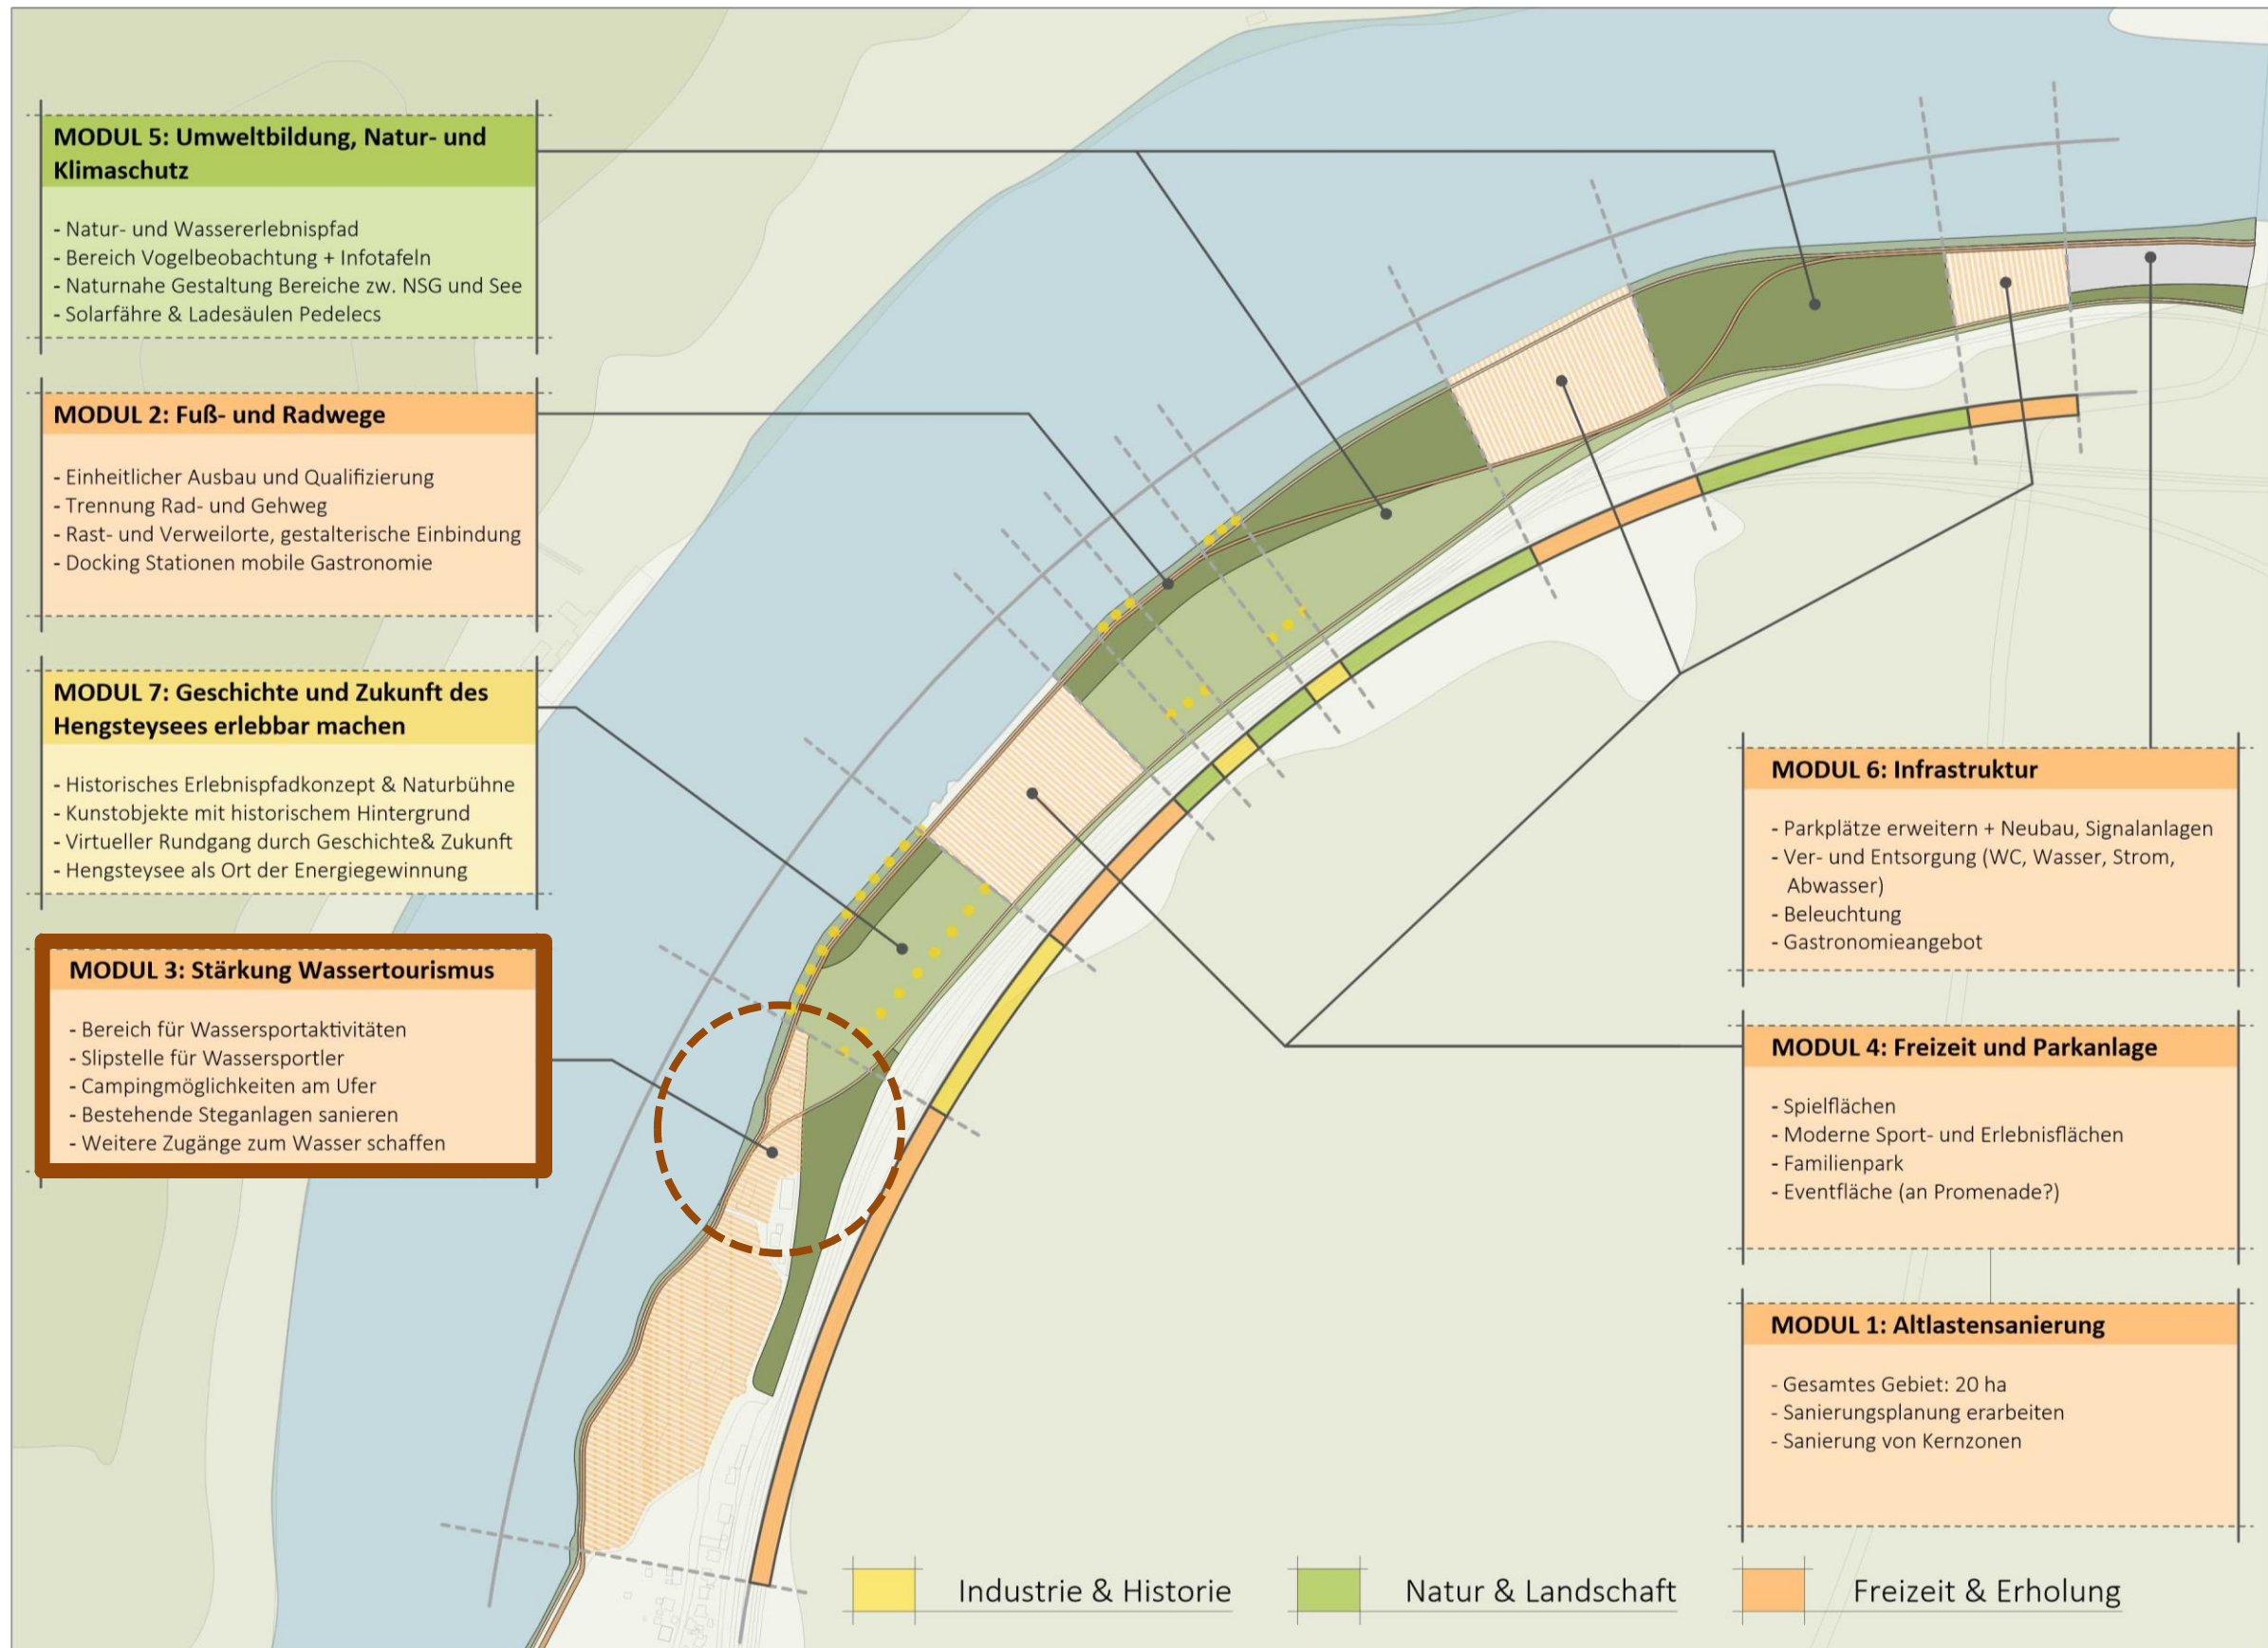 MODUL 5: Umweltbildung, Natur- und
Klimaschutz
- Natur- und Wassererlebnispfad
- Bereich Vogelbeobachtung + Infotafeln
- Naturnahe Gestaltung Bereiche zw. NSG und See
- Solarfähre & Ladesäulen Pedelecs
MODUL 2: Fuß- und Radwege
- Einheitlicher Ausbau und Qualifizierung
- Trennung Rad- und Gehweg
- Rast- und Verweilorte, gestalterische Einbindung
- Docking Stationen mobile Gastronomie
MODUL 7: Geschichte und Zukunft des
Hengsteysees erlebbar machen
- Historisches Erlebnispfadkonzept & Naturbühne
- Kunstobjekte mit historischem Hintergrund
- Virtueller Rundgang durch Geschichte& Zukunft
- Hengsteysee als Ort der Energiegewinnung
MODUL 3: Stärkung Wassertourismus
- Bereich für Wassersportaktivitäten
- Slipstelle für Wassersportler
- Campingmöglichkeiten am Ufer
- Bestehende Steganlagen sanieren
- Weitere Zugänge zum Wasser schaffen
MODUL 6: Infrastruktur
- Parkplätze erweitern + Neubau, Signalanlagen
- Ver- und Entsorgung (WC, Wasser, Strom,
Abwasser)
- Beleuchtung
- Gastronomieangebot
MODUL 4: Freizeit und Parkanlage
- Spielflächen
- Moderne Sport- und Erlebnisflächen
- Familienpark
- Eventfläche (an Promenade?)
MODUL 1: Altlastensanierung
- Gesamtes Gebiet: 20 ha
- Sanierungsplanung erarbeiten
- Sanierung von Kernzonen
Industrie & Historie
Natur & Landschaft
Freizeit & Erholung